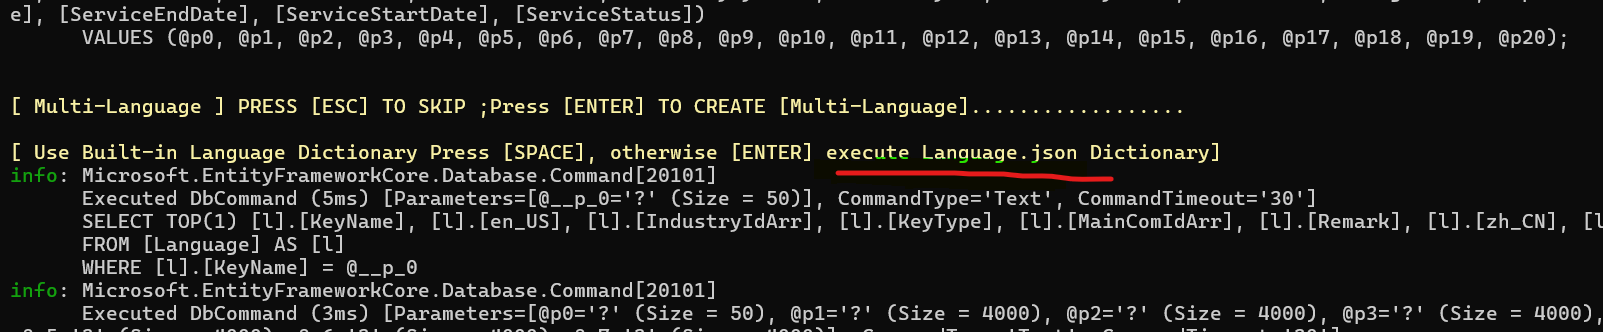 e], [ServiceEndDate], [ServiceStartDate], [ServiceStatus])
VALUES (@p0, @p1, @p2, @p3, @p4, @p5, @p6, @p7, @p8, @p9, @p10, @p11, @p12, @p13, @p14, @p15, @p16, @p17, @p18, @p19, @p20);
[ Multi-Language ] PRESS [ESC] TO SKIP ;Press [ENTER] TO CREATE [Multi-Language]..................
[ Use Built-in Language Dictionary Press [SPACE], otherwise [ENTER] execute Language.json Dictionary]
info: Microsoft.EntityFrameworkCore.Database.Command[20101]
Executed DbCommand (5ms) [Parameters=[@__p_0='?' (Size = 50)], CommandType='Text', CommandTimeout='30']
SELECT TOP(1) [l].[KeyName], [l].[en_US], [l].[IndustryIdArr], [l].[KeyType], [l].[MainComIdArr], [l].[Remark], [l].[zh_CN], [l
FROM [Language] AS [l]
WHERE [l].[KeyName] = @__p_0
info: Microsoft.EntityFrameworkCore.Database.Command[20101]
Executed DbCommand (3ms) [Parameters=[@p0='?' (Size = 50), @p1='?' (Size = 4000), @p2='?' (Size = 4000), @p3='?' (Size = 4000),